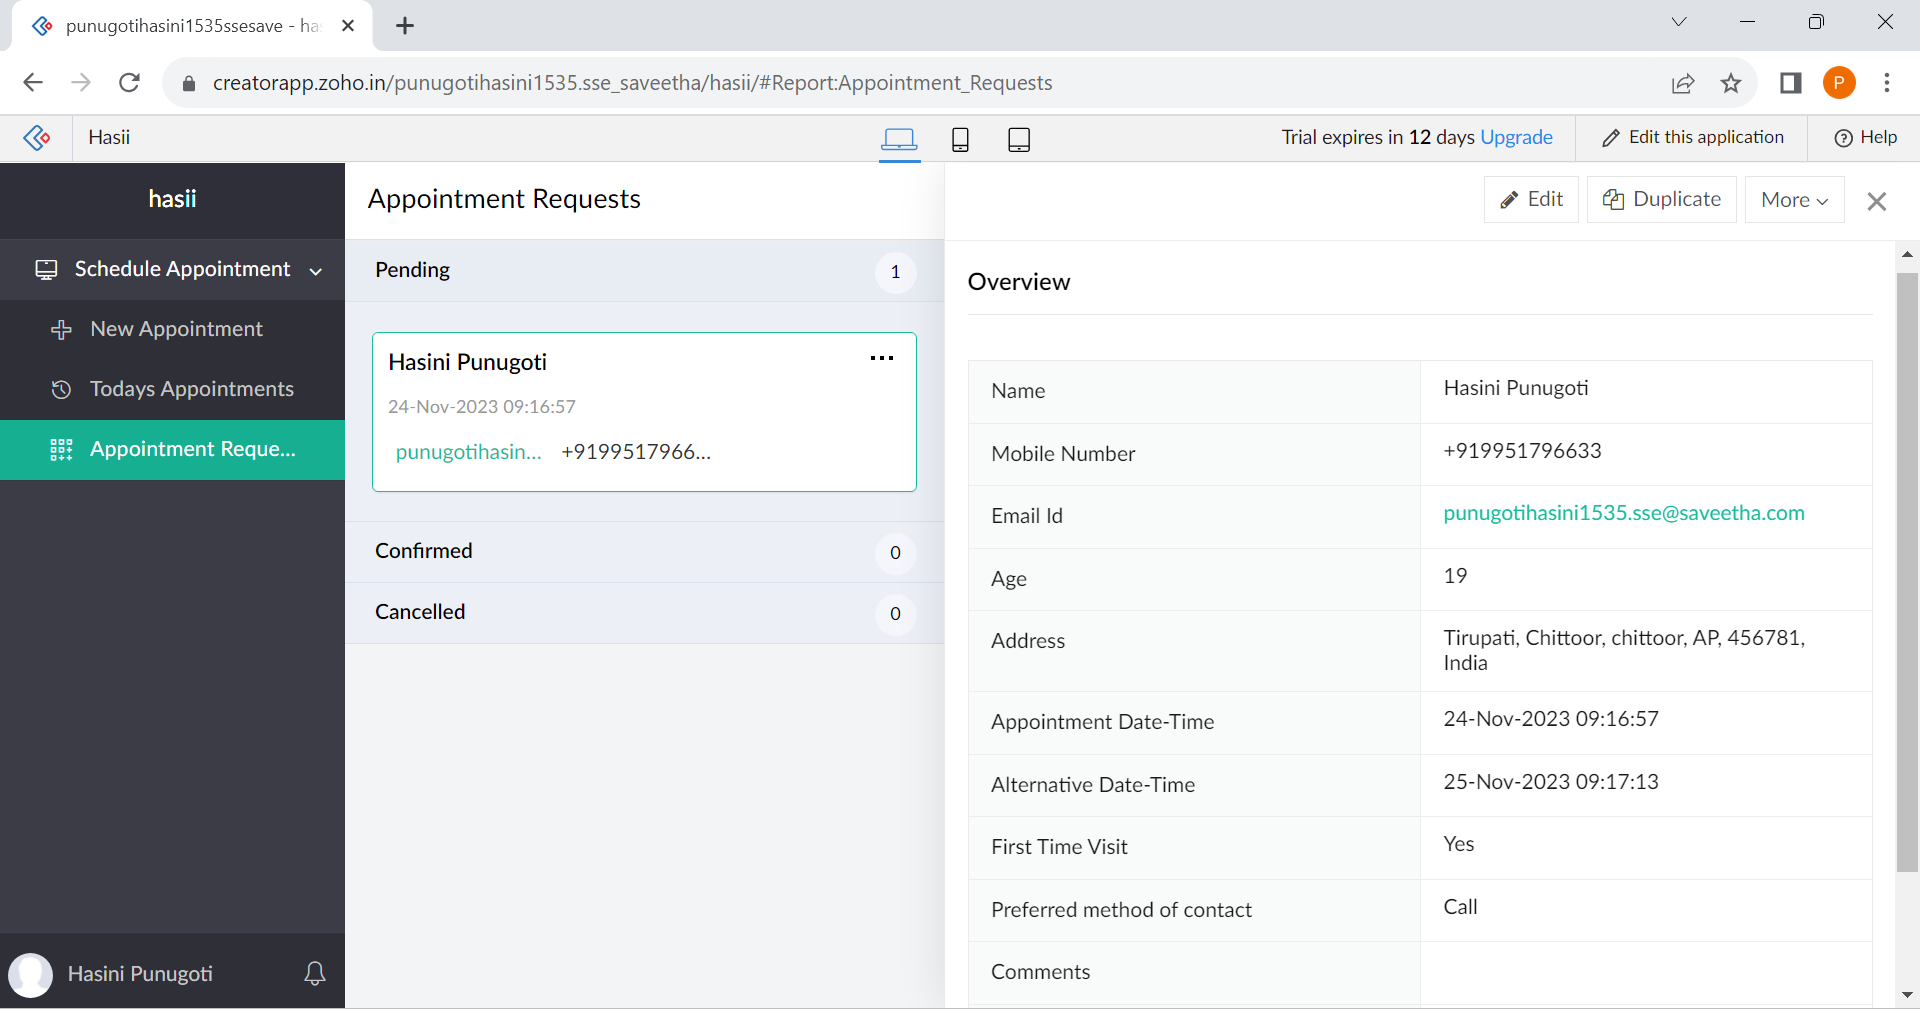 punugotihasini1535ssesave - has
creatorapp.zoho.in/punugotihasini1535.sse_saveetha/hasii/#Report:Appointment_Requests
P
Hasii
Trial expires in 12 days Upgrade
Edit this application
Help
hasii
Schedule Appointment
New Appointment
Todays Appointments
Appointment Reque...
Hasini Punugoti
Appointment Requests
Pending
1
Hasini Punugoti
24-Nov-2023 09:16:57
punugotihasin... +9199517966...
Confirmed
0
Cancelled
0
Edit
Duplicate
More
Overview
Name Hasini Punugoti
Mobile Number +919951796633
Email Id punugotihasini1535.sse@saveetha.com
Age 19
Address Tirupati, Chittoor, chittoor, AP, 456781,
India
Appointment Date-Time 24-Nov-2023 09:16:57
Alternative Date-Time 25-Nov-2023 09:17:13
First Time Visit Yes
Preferred method of contact Call
Comments